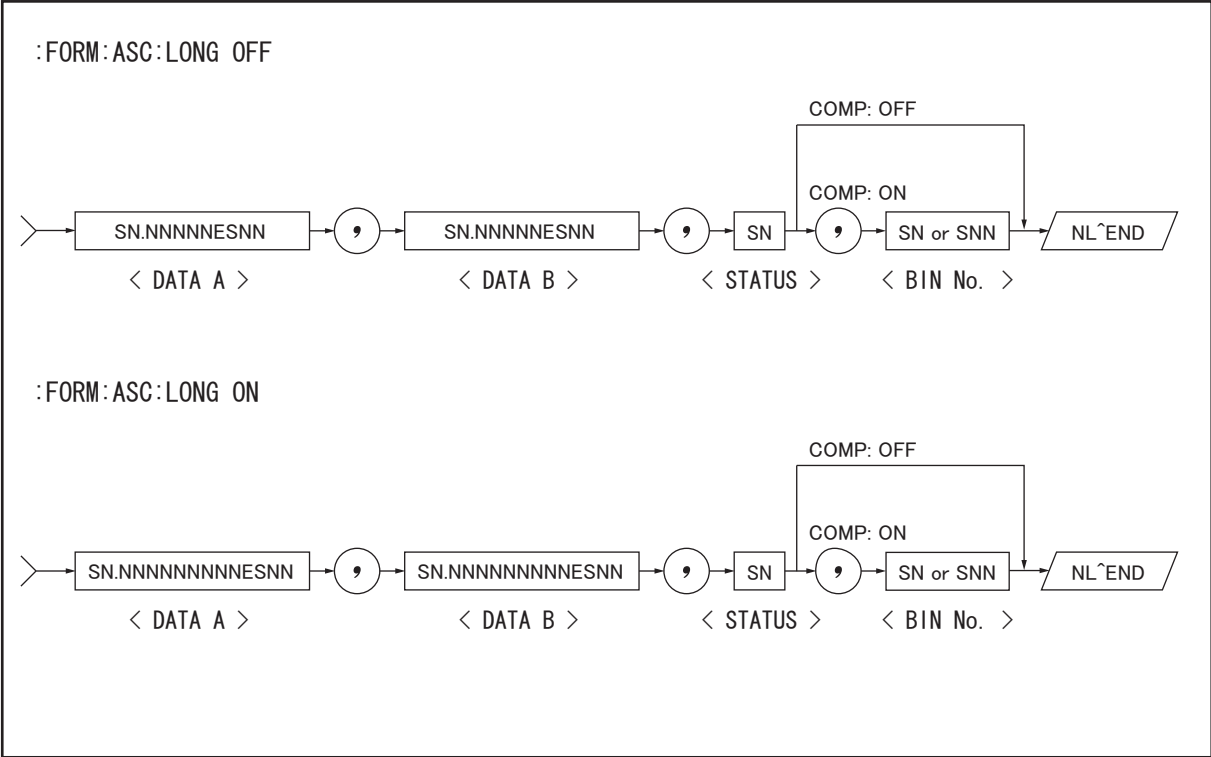 :FORM:ASC:LONG OFF
COMP: OFF
COMP: ON
SN.NNNNNESNN , SN.NNNNNESNN , SN , SN or SNN NL^END
< DATA A > < DATA B > < STATUS > < BIN No. >
:FORM:ASC:LONG ON
COMP: OFF
COMP: ON
SN.NNNNNNNNNESNN , SN.NNNNNNNNNESNN , SN , SN or SNN NL^END
< DATA A > < DATA B > < STATUS > < BIN No. >